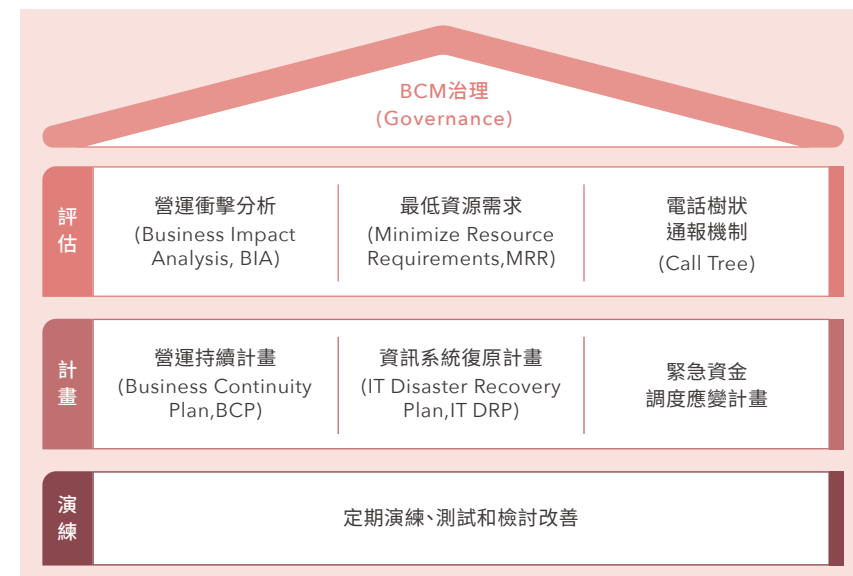 BCM治理
(Governance)
評估
營運衝擊分析
(Business Impact
Analysis, BIA)
最低資源需求
(Minimize Resource
Requirements,MRR)
電話樹狀
通報機制
(Call Tree)
計畫
營運持續計畫
(Business Continuity
Plan,BCP)
資訊系統復原計畫
(IT Disaster Recovery
Plan,IT DRP)
緊急資金
調度應變計畫
演練
定期演練、測試和檢討改善